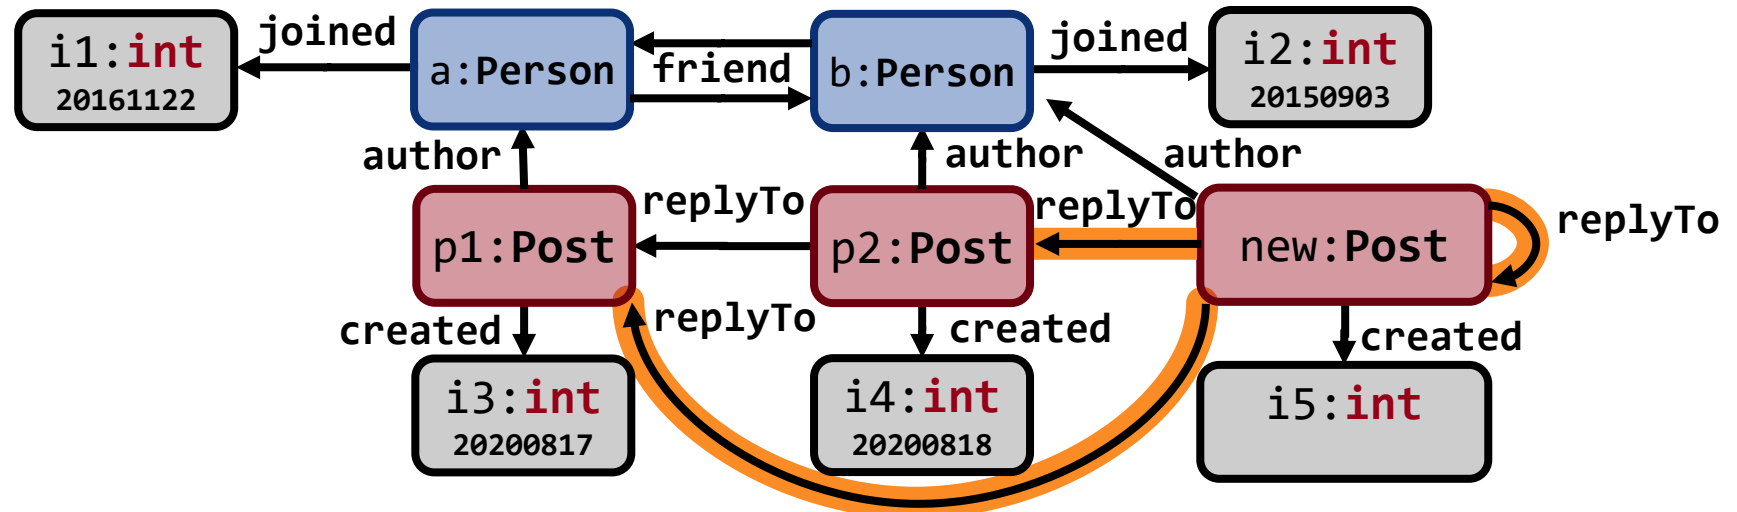 i1:int
20161122
joined
a:Person
friend
b:Person
joined
i2:int
20150903
author
author
author
p1:Post
replyTo
p2:Post
replyTo
new:Post
replyTo
created
replyTo
created
created
i3:int
20200817
i4:int
20200818
i5:int